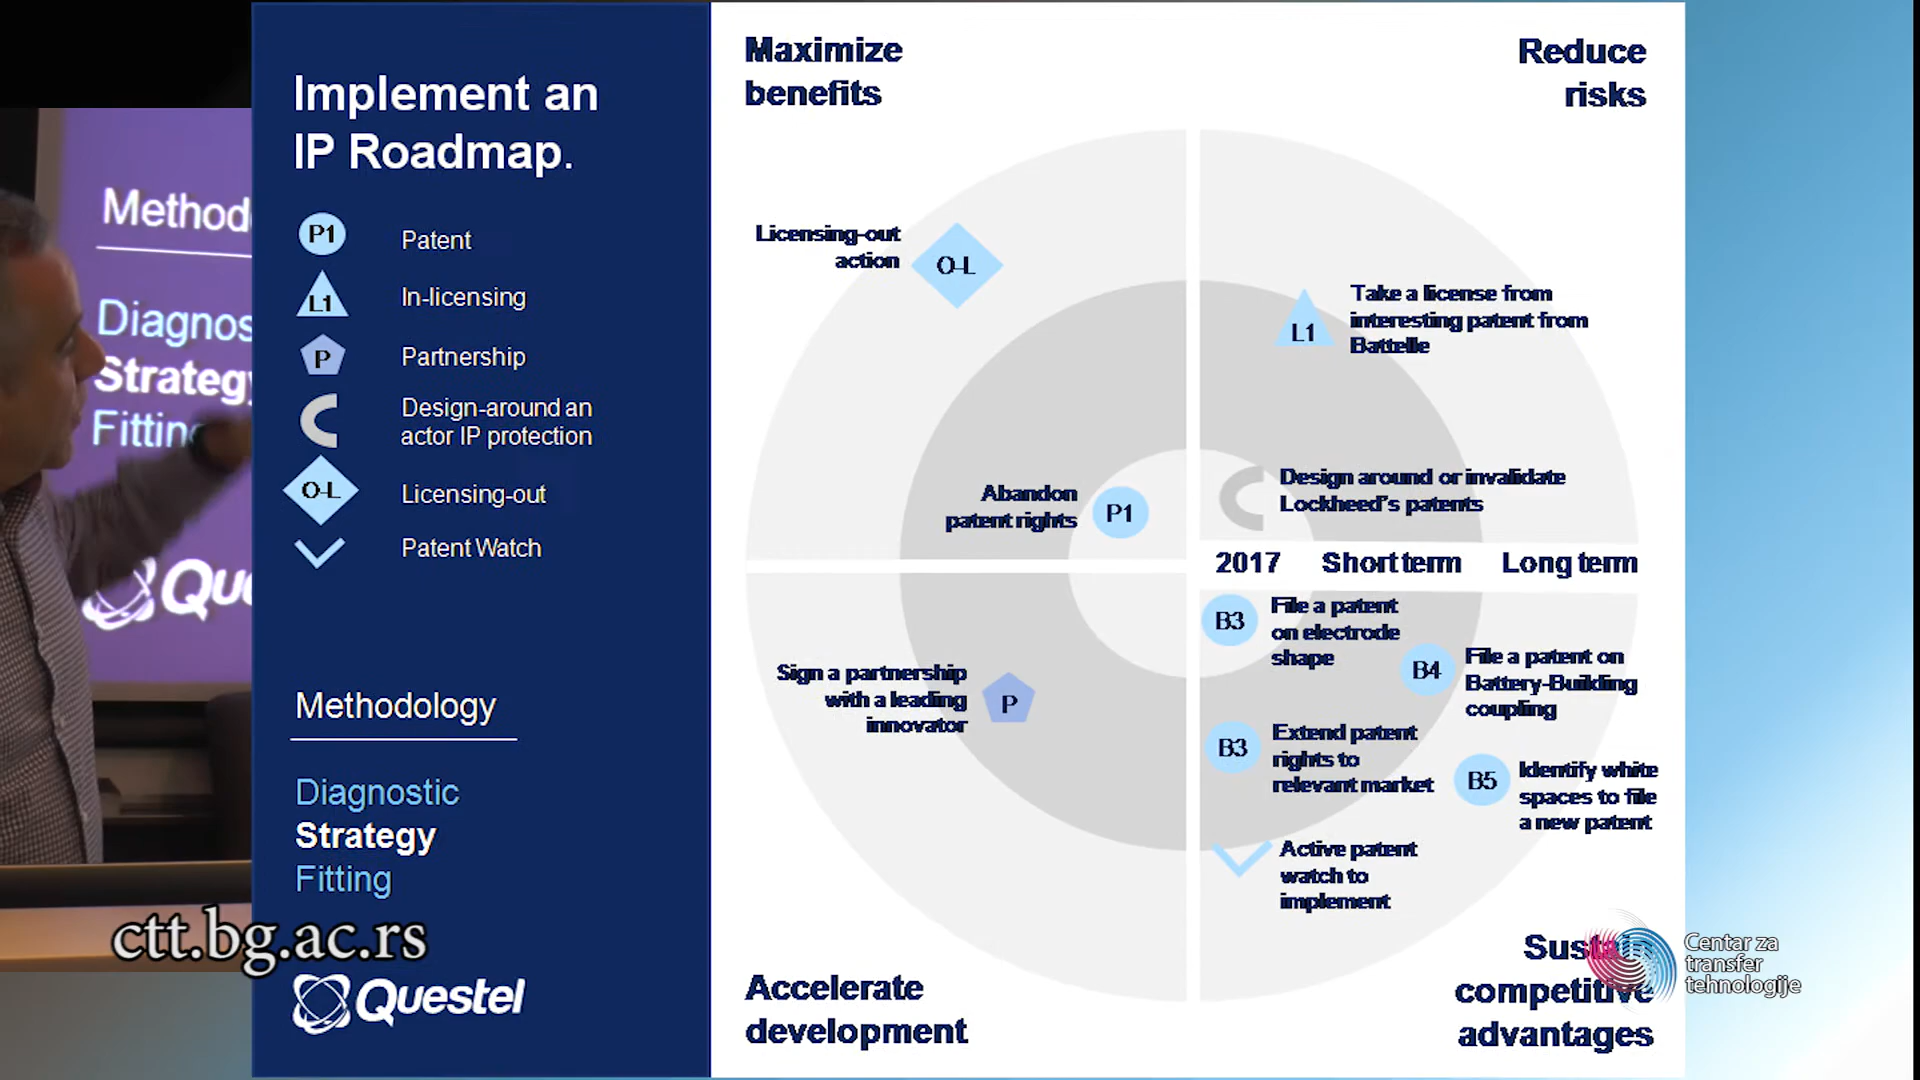 Method
Diagnos
Strategy
Fitting
Implement an
IP Roadmap.
P1
Patent
L1
In-licensing
P
Partnership
Design-around an
actor IP protection
O-L
Licensing-out
Patent Watch
Methodology
Diagnostic
Strategy
Fitting
ctt.bg.ac.rs
Questel
Maximize
benefits
Reduce
risks
Licensing-out
action
O-L
L1
Take a license from
interesting patent from
Battelle
Abandon
patent rights
P1
Design around or invalidate
Lockheed's patents
2017 Short term Long term
B3
File a patent
on electrode
shape
B4
File a patent on
Battery-Building
coupling
Sign a partnership
with a leading
innovator
P
B3
Extend patent
rights to
relevant market
B5
Identify white
spaces to file
a new patent
Active patent
watch to
implement
Accelerate
development
Sustain
competitive
advantages
Centar za
transfer
tehnologije